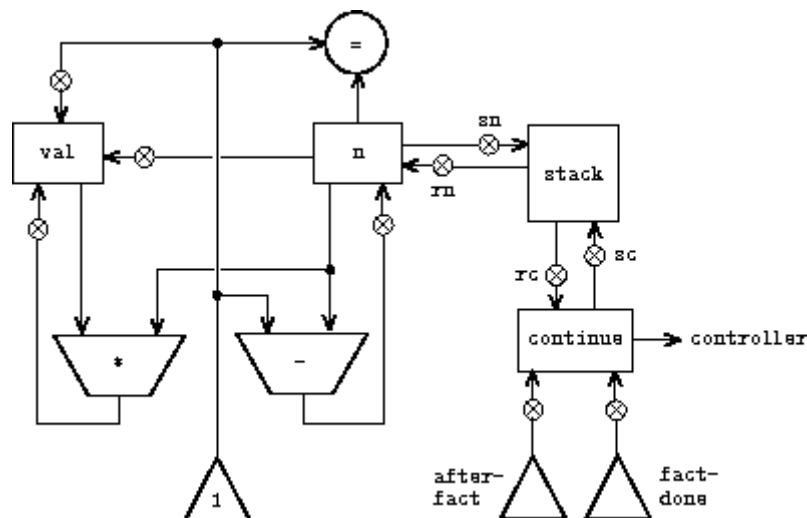 =
sn
val
n
stack
rn
rc
sc
continue
controller
*
-
after-
fact
fact-
done
1